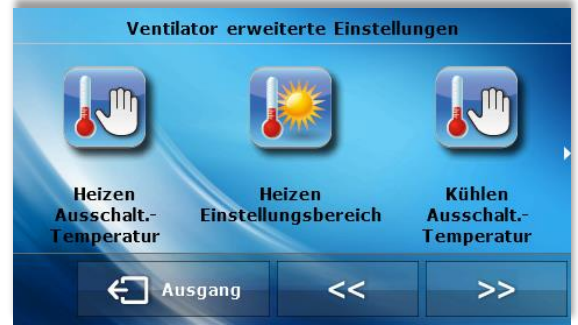 Ventilator erweiterte Einstellungen
Heizen
Ausschalt.-
Temperatur
Heizen
Einstellungsbereich
Kühlen
Ausschalt.-
Temperatur
Ausgang
<<
>>